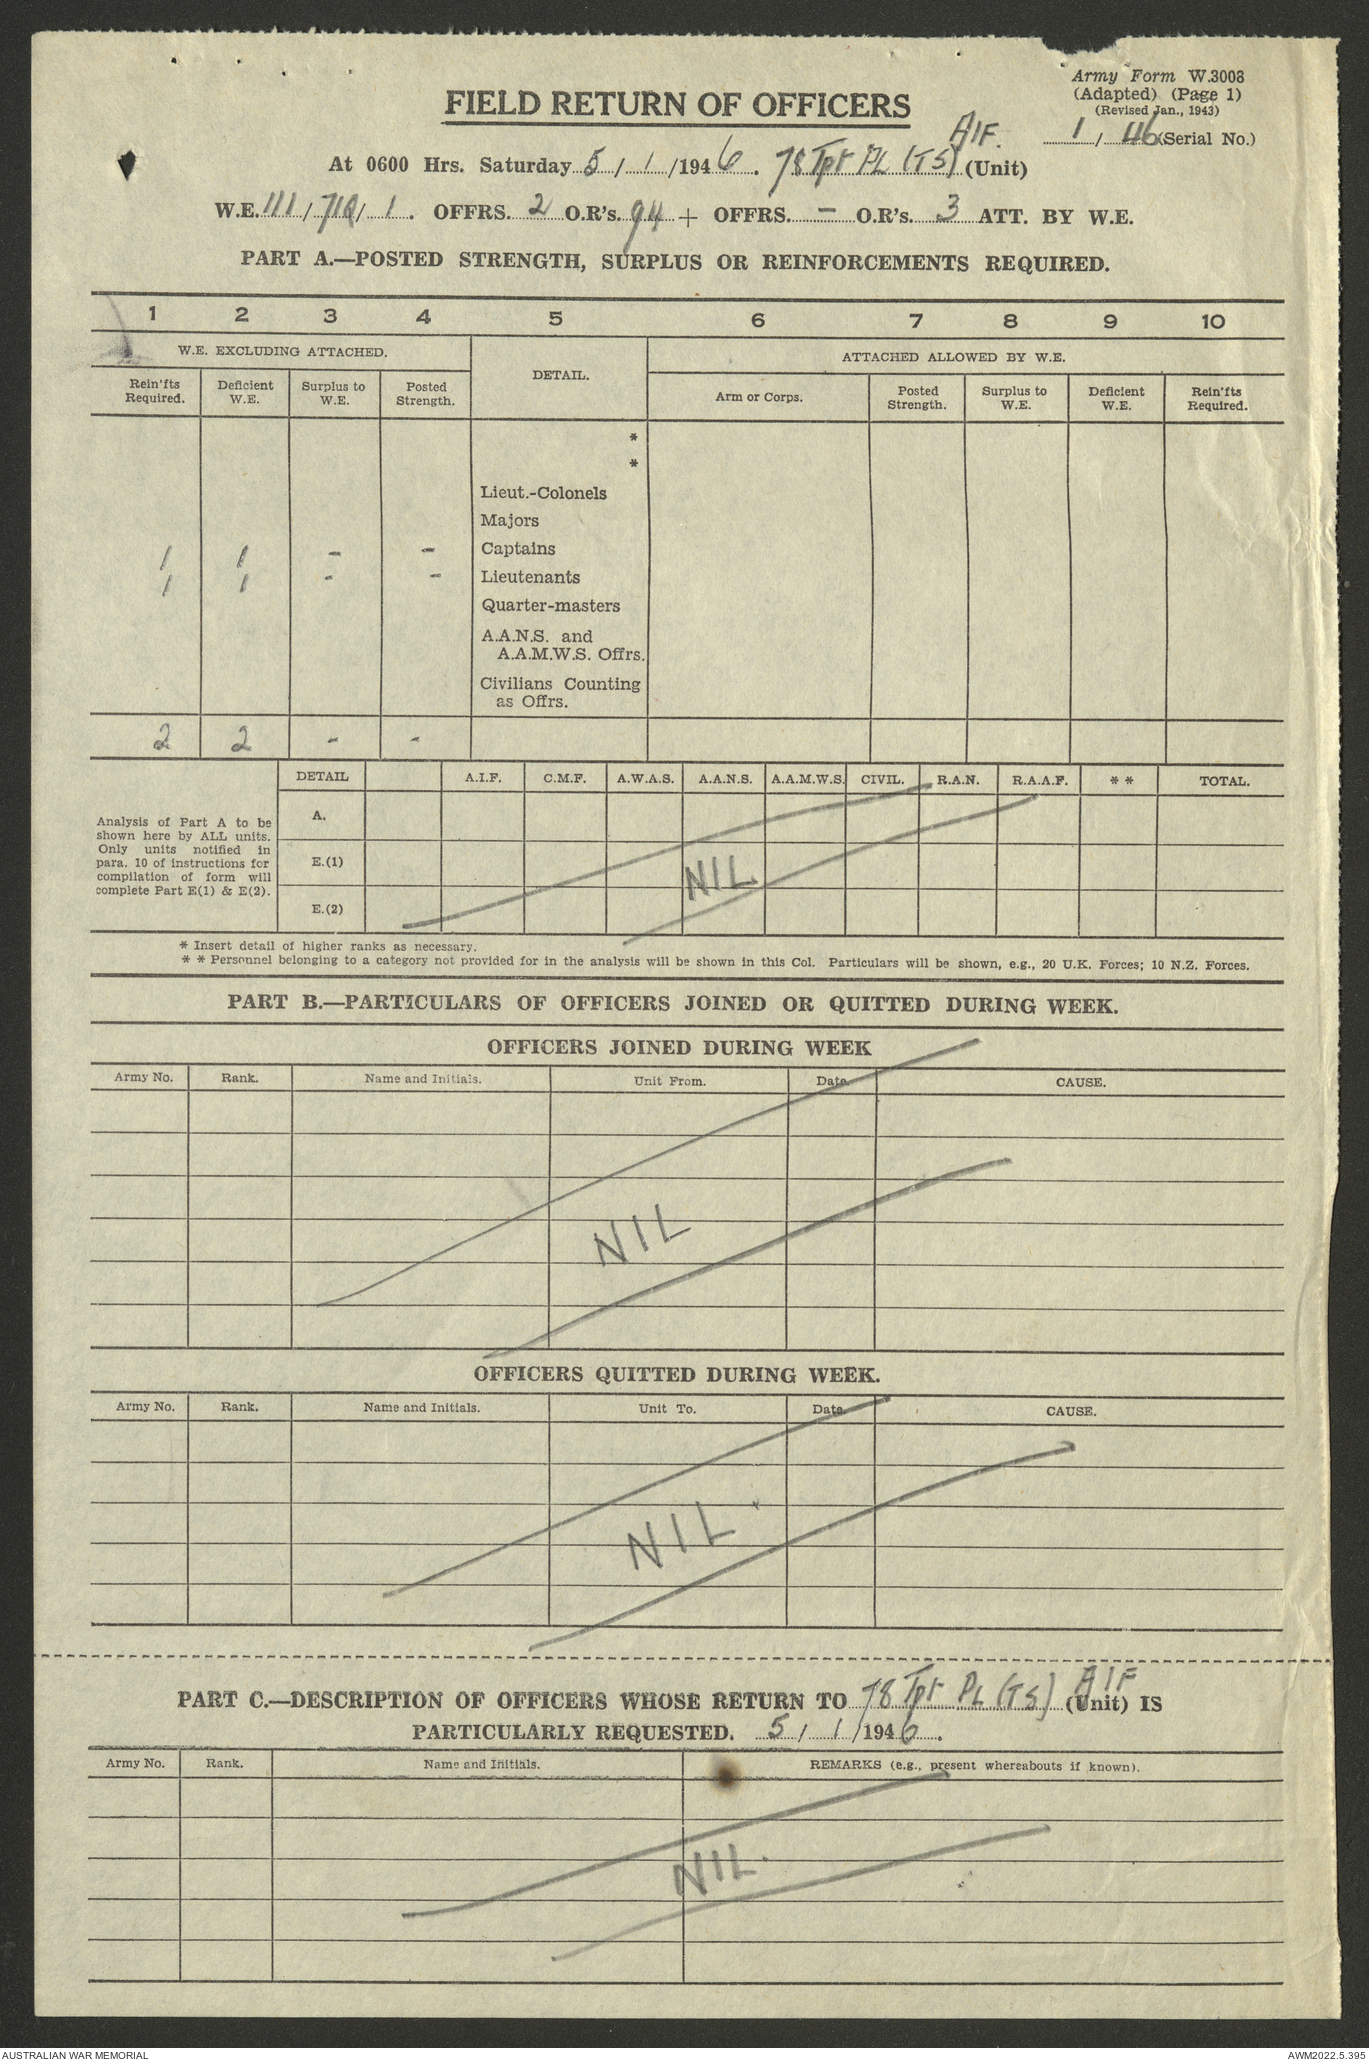 Army Form W.3008
(Adapted) (Page 1)
(Revised Jan., 1943)
1 / 46 (Serial No.)
FIELD RETURN OF OFFICERS
At 0600 Hrs. Saturday 5 / 1 /1946. 78 Tpt PL (TS) AIF. (Unit)
W.E. 111 / 71Q / 1. OFFRS. 2 O.R's. 94 + OFFRS. - O.R's. 3 ATT. BY W.E.
PART A.—POSTED STRENGTH, SURPLUS OR REINFORCEMENTS REQUIRED.
1 2 3 4 5 6 7 8 9 10
W.E. EXCLUDING ATTACHED. DETAIL. ATTACHED ALLOWED BY W.E.
Rein'fts Required. Deficient W.E. Surplus to W.E. Posted Strength. Arm or Corps. Posted Strength. Surplus to W.E. Deficient W.E. Rein'fts Required.
*
*
Lieut.-Colonels
Majors
1 1 - - Captains
1 1 - - Lieutenants
Quarter-masters
A.A.N.S. and
A.A.M.W.S. Offrs.
Civilians Counting
as Offrs.
2 2 - -
Analysis of Part A to be
shown here by ALL units.
Only units notified in
para. 10 of instructions for
compilation of form will
complete Part E(1) & E(2).
DETAIL A.I.F. C.M.F. A.W.A.S. A.A.N.S. A.A.M.W.S. CIVIL. R.A.N. R.A.A.F. * * TOTAL.
A.
E.(1)
NIL.
E.(2)
* Insert detail of higher ranks as necessary.
* * Personnel belonging to a category not provided for in the analysis will be shown in this Col. Particulars will be shown, e.g., 20 U.K. Forces; 10 N.Z. Forces.
PART B.—PARTICULARS OF OFFICERS JOINED OR QUITTED DURING WEEK.
OFFICERS JOINED DURING WEEK
Army No. Rank. Name and Initials. Unit From. Date. CAUSE.
NIL
OFFICERS QUITTED DURING WEEK.
Army No. Rank. Name and Initials. Unit To. Date. CAUSE.
NIL
PART C.—DESCRIPTION OF OFFICERS WHOSE RETURN TO 78 Tpt PL (TS) AIF (Unit) IS
PARTICULARLY REQUESTED. 5 / 1 /1946.
Army No. Rank. Name and Initials. REMARKS (e.g., present whereabouts if known).
NIL.
AUSTRALIAN WAR MEMORIAL AWM2022.5.395